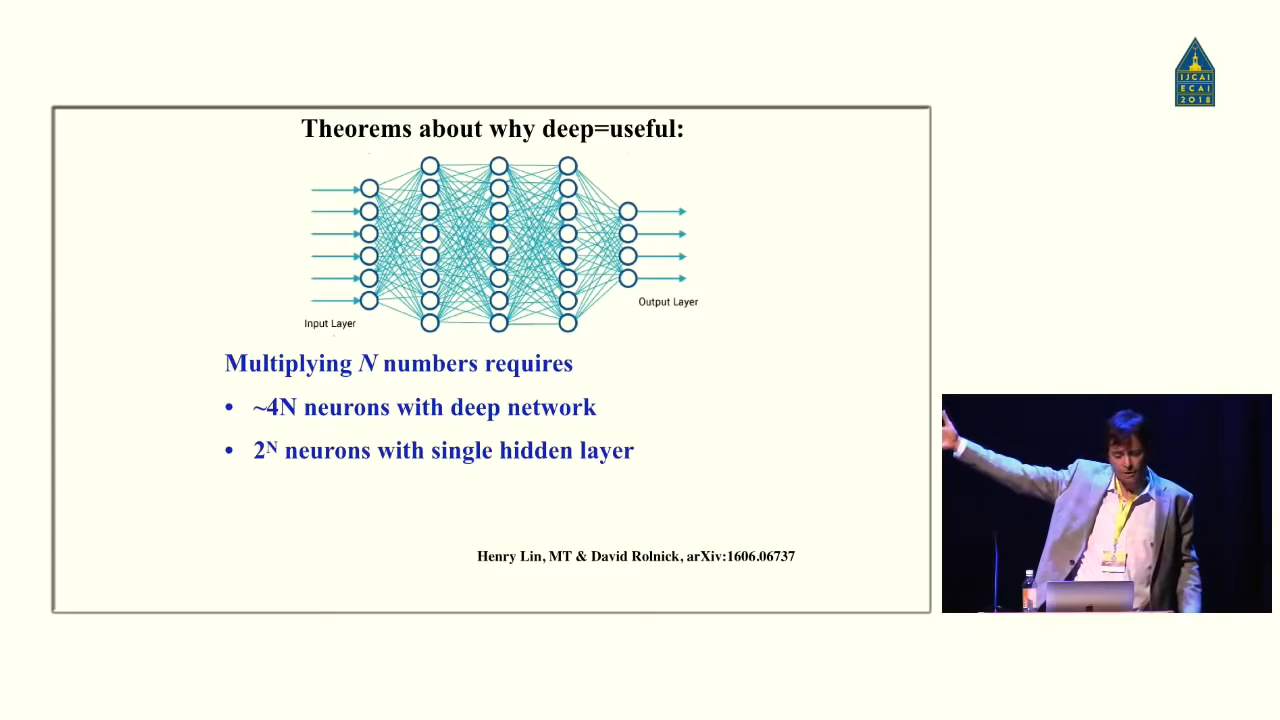 IJCAI
ECAI
2018
Theorems about why deep=useful:
Input Layer
Output Layer
Multiplying N numbers requires
• ~4N neurons with deep network
• 2ᴺ neurons with single hidden layer
Henry Lin, MT & David Rolnick, arXiv:1606.06737